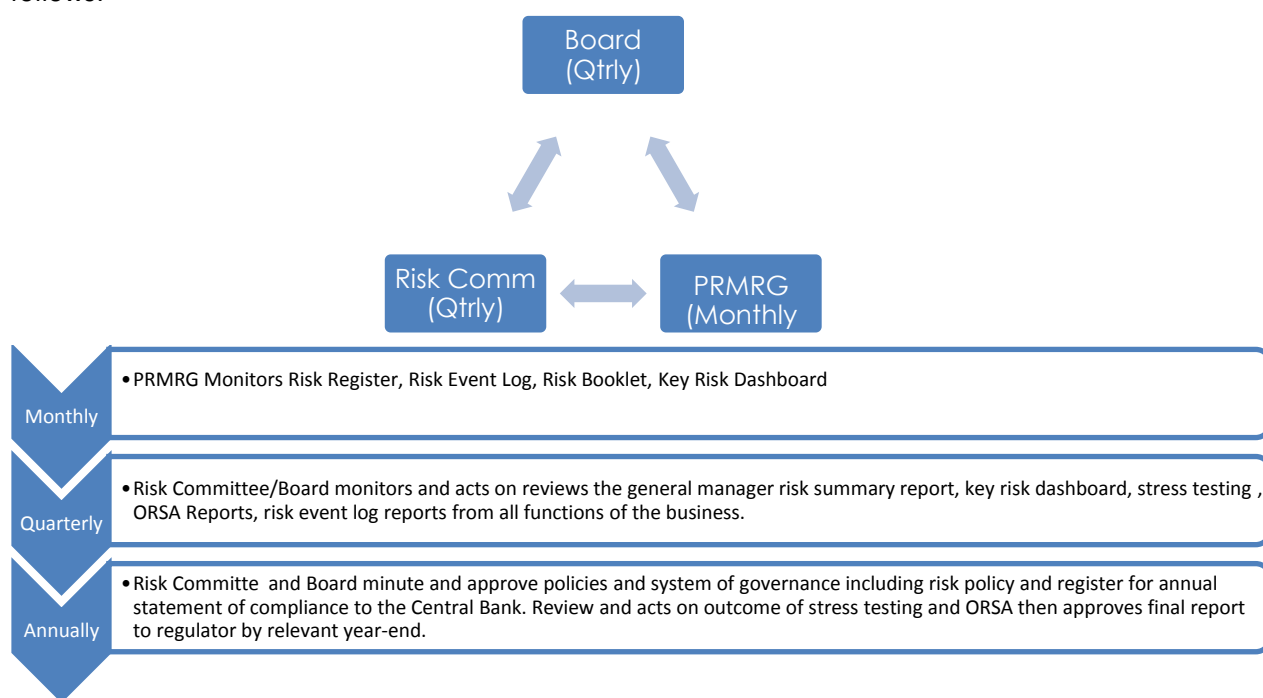 Board
(Qtrly)
Risk Comm
(Qtrly)
PRMRG
(Monthly
Monthly
•PRMRG Monitors Risk Register, Risk Event Log, Risk Booklet, Key Risk Dashboard
Quarterly
•Risk Committee/Board monitors and acts on reviews the general manager risk summary report, key risk dashboard, stress testing ,
ORSA Reports, risk event log reports from all functions of the business.
Annually
•Risk Committe and Board minute and approve policies and system of governance including risk policy and register for annual
statement of compliance to the Central Bank. Review and acts on outcome of stress testing and ORSA then approves final report
to regulator by relevant year-end.